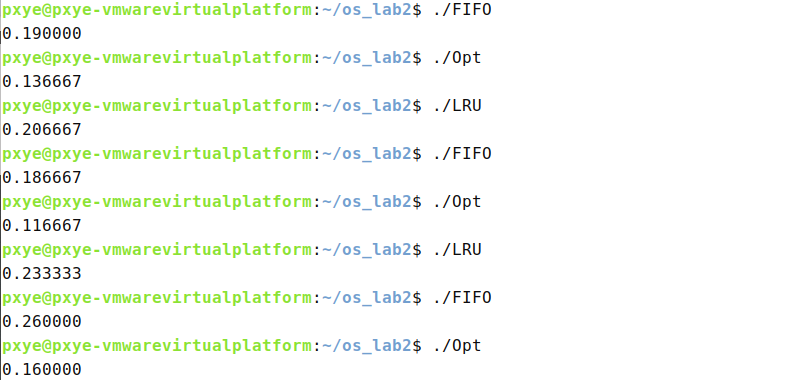 pxye@pxye-vmwarevirtualplatform:~/os_lab2$ ./FIFO
0.190000
pxye@pxye-vmwarevirtualplatform:~/os_lab2$ ./Opt
0.136667
pxye@pxye-vmwarevirtualplatform:~/os_lab2$ ./LRU
0.206667
pxye@pxye-vmwarevirtualplatform:~/os_lab2$ ./FIFO
0.186667
pxye@pxye-vmwarevirtualplatform:~/os_lab2$ ./Opt
0.116667
pxye@pxye-vmwarevirtualplatform:~/os_lab2$ ./LRU
0.233333
pxye@pxye-vmwarevirtualplatform:~/os_lab2$ ./FIFO
0.260000
pxye@pxye-vmwarevirtualplatform:~/os_lab2$ ./Opt
0.160000